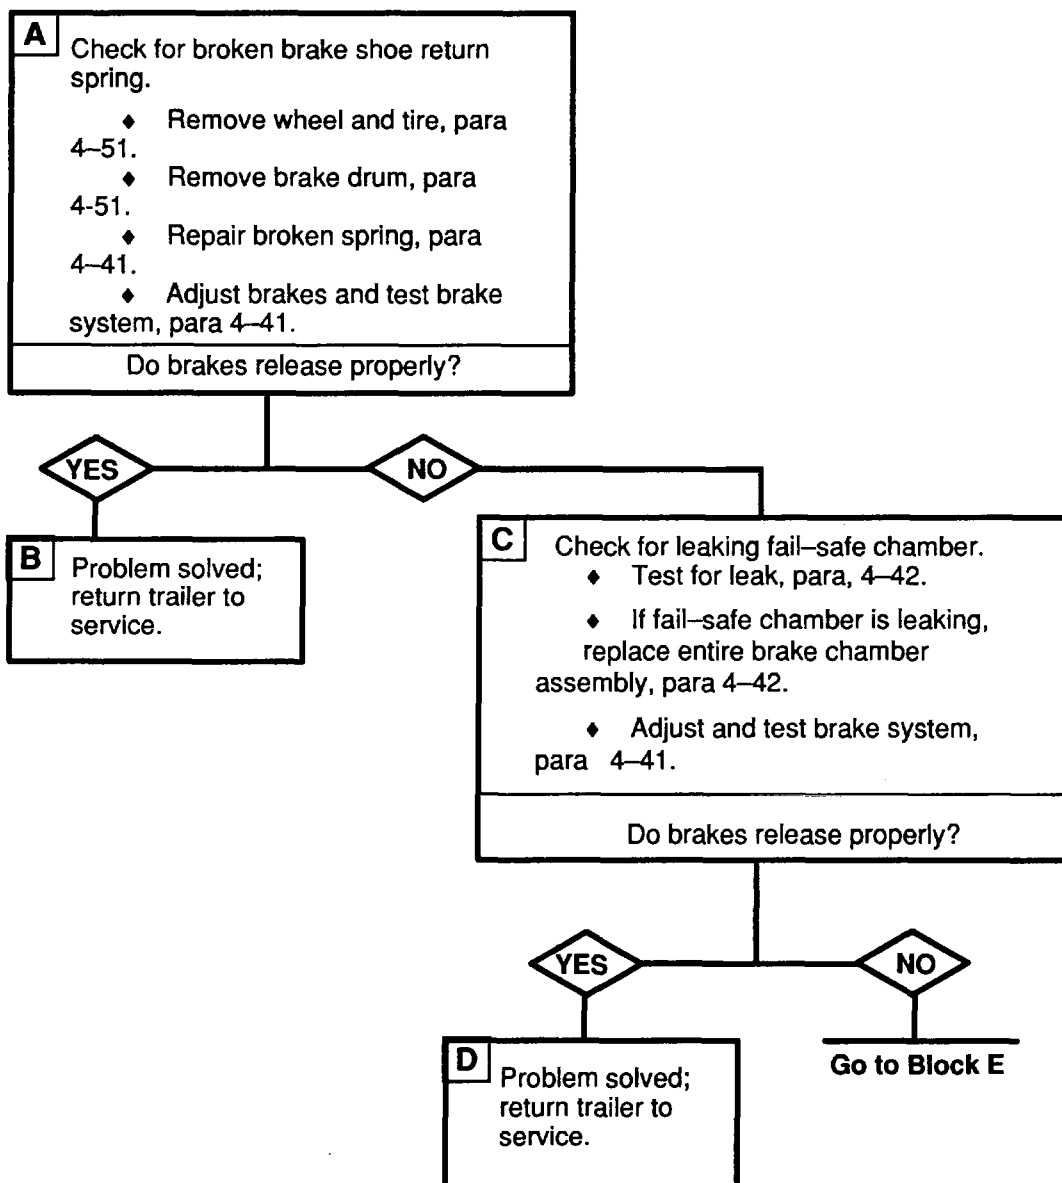 A
Check for broken brake shoe return
spring.
♦ Remove wheel and tire, para
4–51.
♦ Remove brake drum, para
4-51.
♦ Repair broken spring, para
4–41.
♦ Adjust brakes and test brake
system, para 4–41.
Do brakes release properly?
YES
NO
B
Problem solved;
return trailer to
service.
C
Check for leaking fail–safe chamber.
♦ Test for leak, para, 4–42.
♦ If fail–safe chamber is leaking,
replace entire brake chamber
assembly, para 4–42.
♦ Adjust and test brake system,
para 4–41.
Do brakes release properly?
YES
NO
D
Problem solved;
return trailer to
service.
Go to Block E